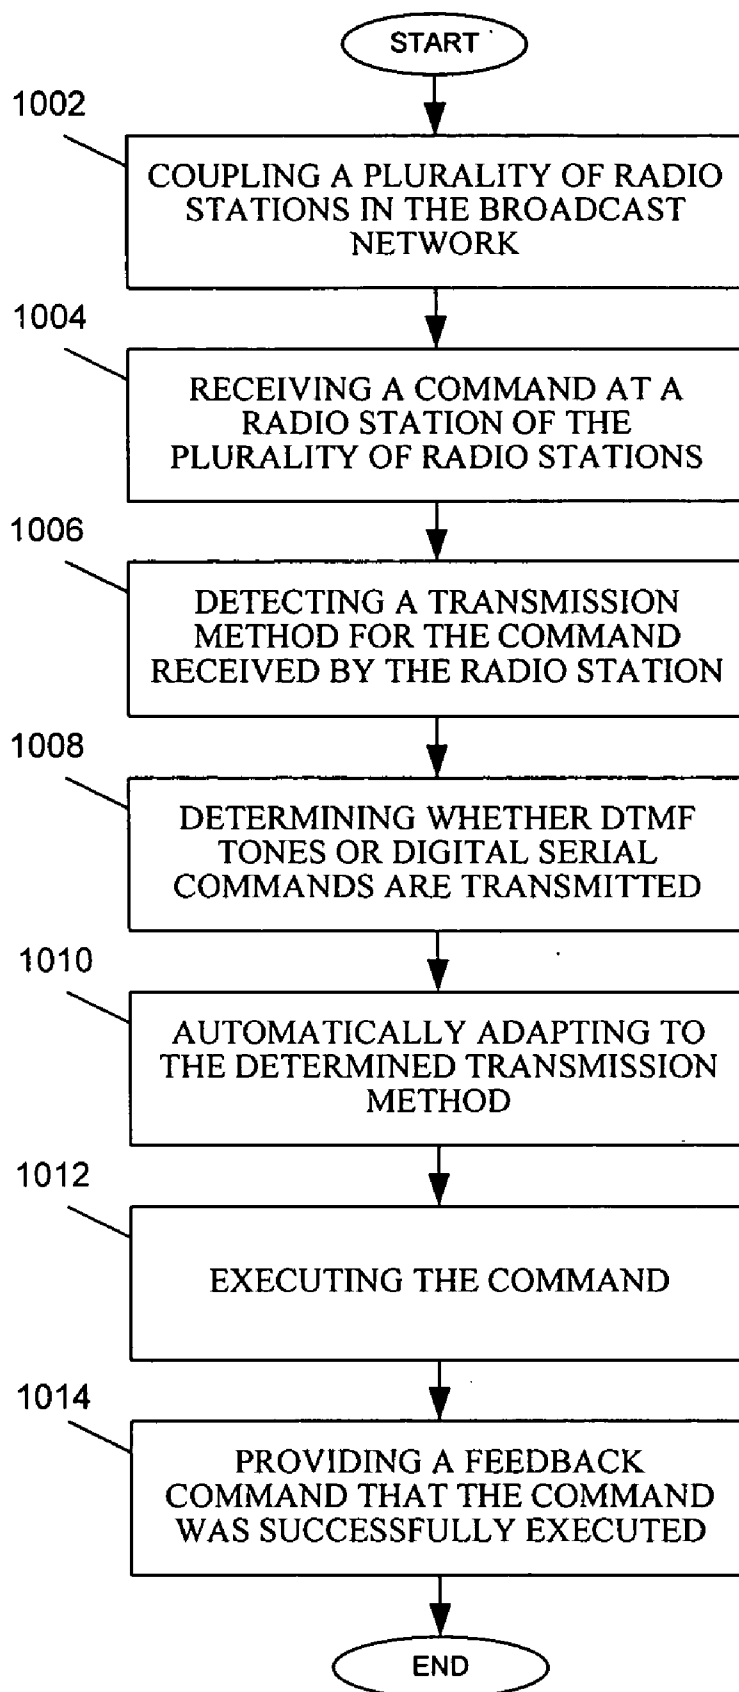 START
1002
COUPLING A PLURALITY OF RADIO
STATIONS IN THE BROADCAST
NETWORK
1004
RECEIVING A COMMAND AT A
RADIO STATION OF THE
PLURALITY OF RADIO STATIONS
1006
DETECTING A TRANSMISSION
METHOD FOR THE COMMAND
RECEIVED BY THE RADIO STATION
1008
DETERMINING WHETHER DTMF
TONES OR DIGITAL SERIAL
COMMANDS ARE TRANSMITTED
1010
AUTOMATICALLY ADAPTING TO
THE DETERMINED TRANSMISSION
METHOD
1012
EXECUTING THE COMMAND
1014
PROVIDING A FEEDBACK
COMMAND THAT THE COMMAND
WAS SUCCESSFULLY EXECUTED
END